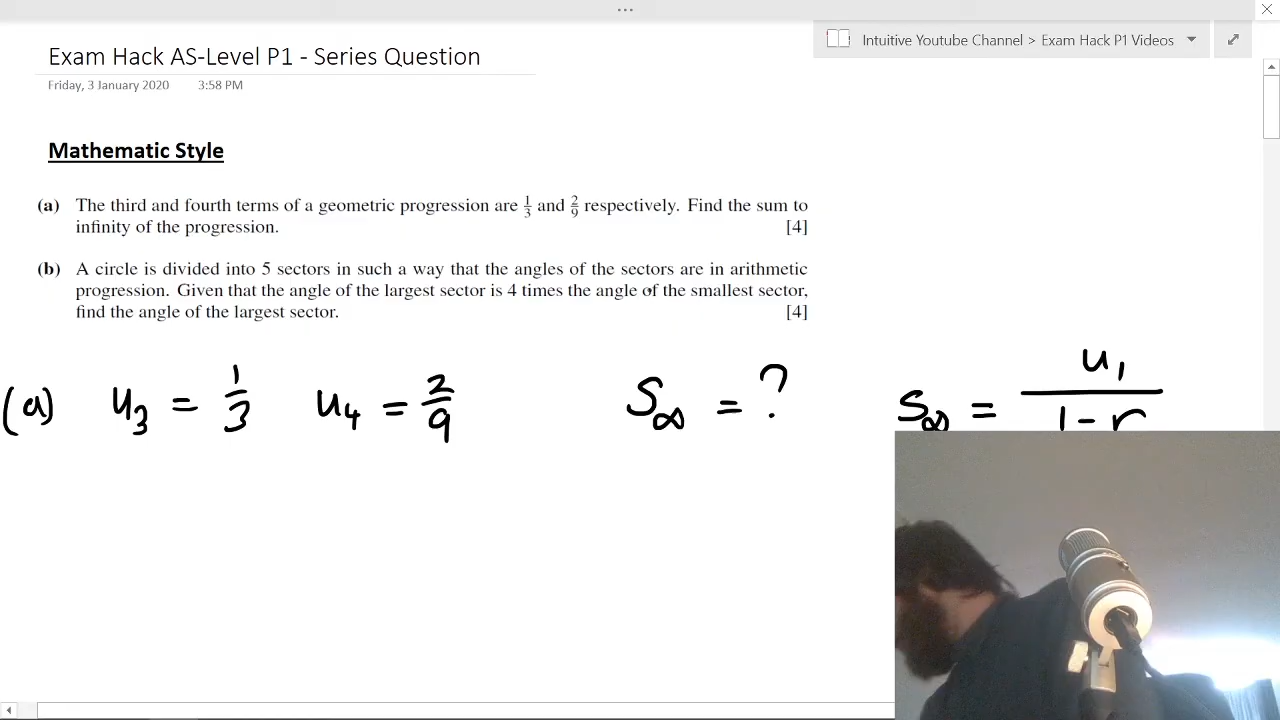 Exam Hack AS-Level P1 - Series Question
Intuitive Youtube Channel > Exam Hack P1 Videos
Friday, 3 January 2020 3:58 PM
Mathematic Style
(a) The third and fourth terms of a geometric progression are 1/3 and 2/9 respectively. Find the sum to
infinity of the progression. [4]
(b) A circle is divided into 5 sectors in such a way that the angles of the sectors are in arithmetic
progression. Given that the angle of the largest sector is 4 times the angle of the smallest sector,
find the angle of the largest sector. [4]
(a) u₃ = 1/3 u₄ = 2/9 S∞ = ? S∞ = u₁/(1 - r